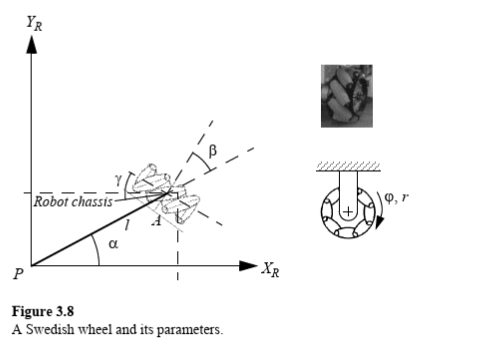 Y_R
β
γ
Robot chassis
l
A
α
P
X_R
φ, r
Figure 3.8
A Swedish wheel and its parameters.